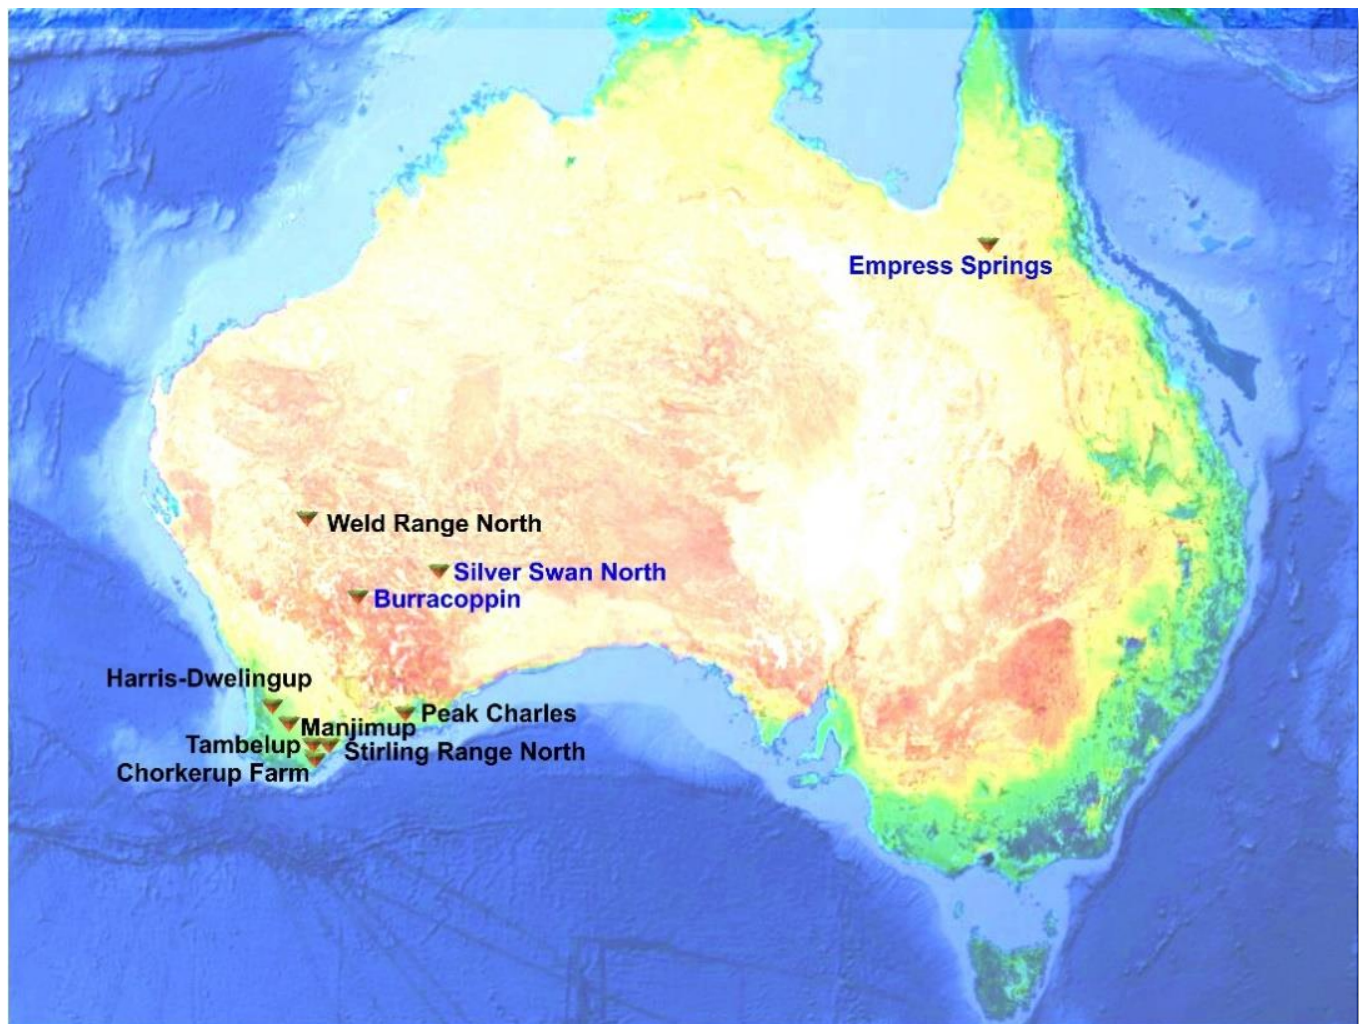 Empress Springs
Weld Range North
Silver Swan North
Burracoppin
Harris-Dwelingup
Peak Charles
Manjimup
Tambelup
Stirling Range North
Chorkerup Farm